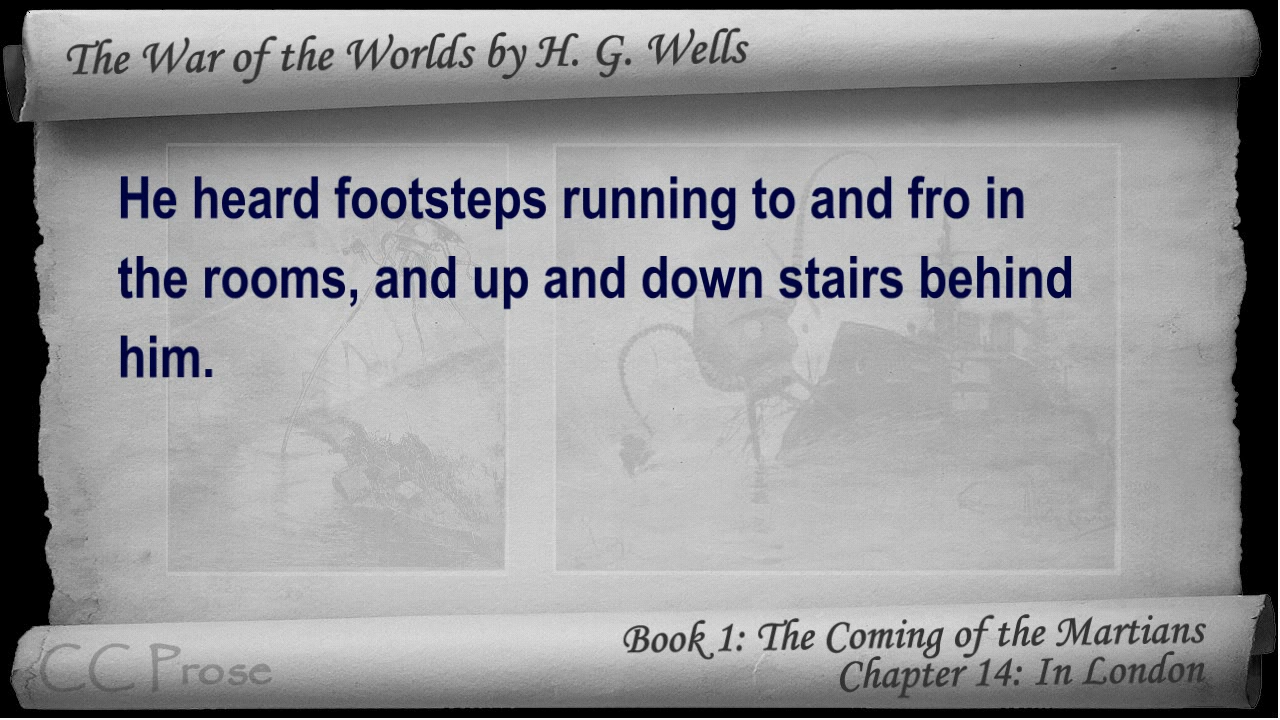 The War of the Worlds by H. G. Wells
He heard footsteps running to and fro in
the rooms, and up and down stairs behind
him.
Book 1: The Coming of the Martians
Chapter 14: In London
CC Prose